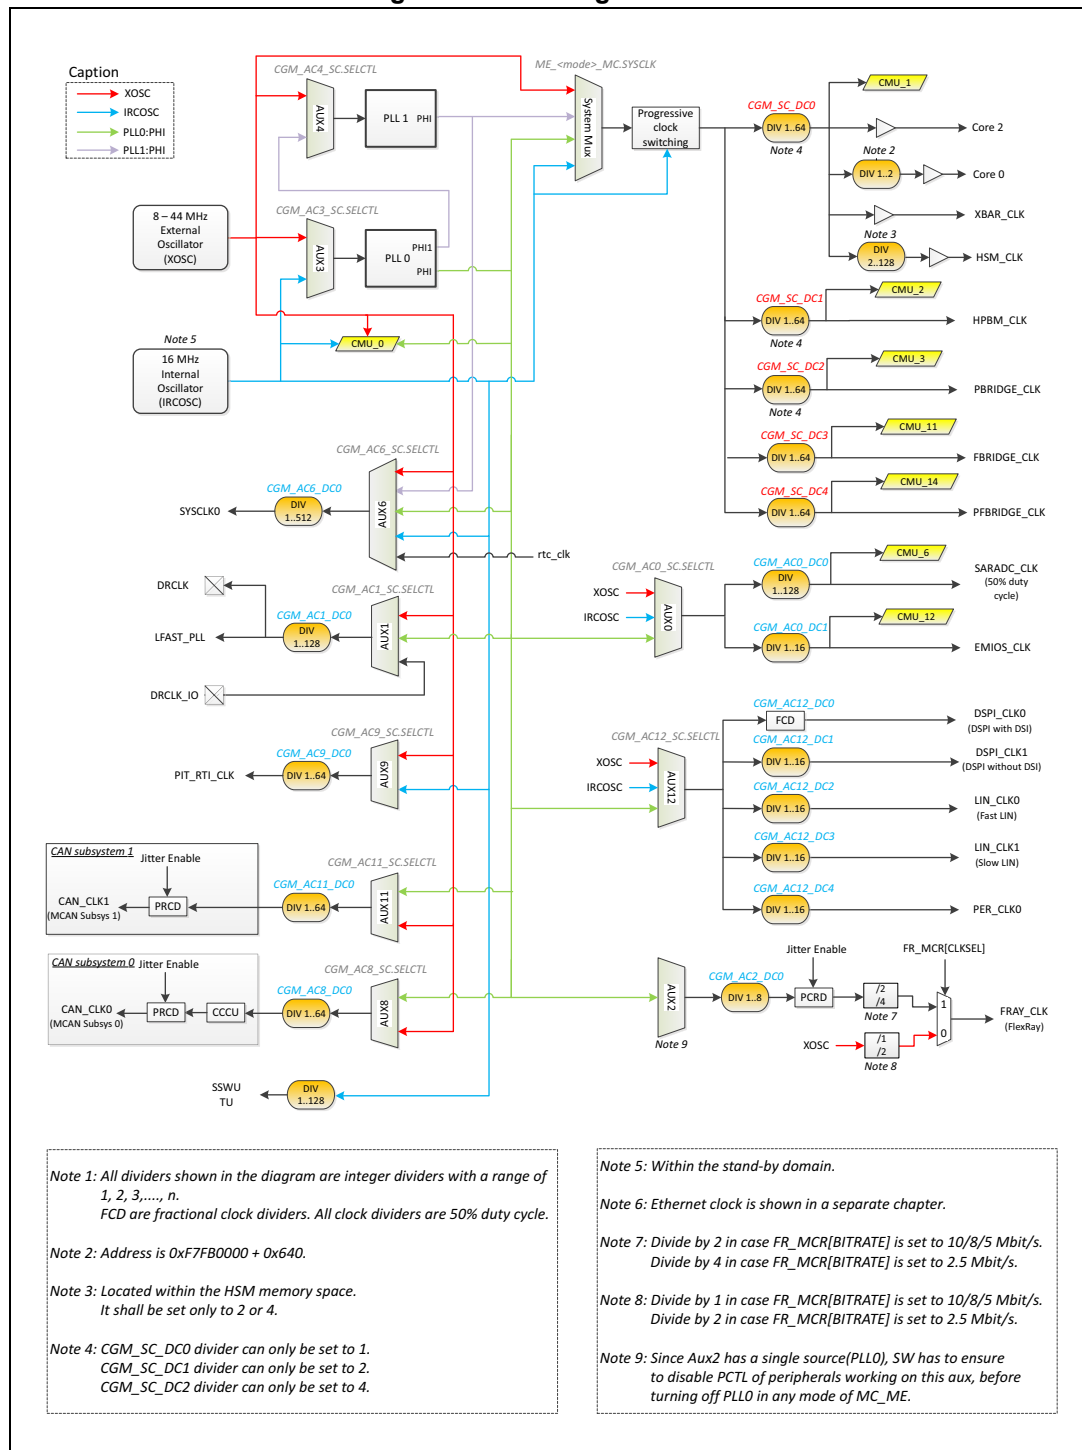 Caption
XOSC
IRCOSC
PLL0:PHI
PLL1:PHI
CGM_AC4_SC.SELCTL
AUX4
PLL 1
PHI
ME_<mode>_MC.SYSCLK
System Mux
Progressive
clock
switching
CGM_SC_DC0
DIV 1..64
Note 4
CMU_1
Core 2
Note 2
DIV 1..2
Core 0
XBAR_CLK
Note 3
DIV
2..128
HSM_CLK
8 – 44 MHz
External
Oscillator
(XOSC)
CGM_AC3_SC.SELCTL
AUX3
PLL 0
PHI1
PHI
CGM_SC_DC1
DIV 1..64
Note 4
CMU_2
HPBM_CLK
Note 5
16 MHz
Internal
Oscillator
(IRCOSC)
CMU_0
CGM_SC_DC2
DIV 1..64
Note 4
CMU_3
PBRIDGE_CLK
CGM_SC_DC3
DIV 1..64
CMU_11
FBRIDGE_CLK
CGM_SC_DC4
DIV 1..64
CMU_14
PFBRIDGE_CLK
CGM_AC6_SC.SELCTL
CGM_AC6_DC0
SYSCLK0
DIV
1..512
AUX6
rtc_clk
CGM_AC0_SC.SELCTL
XOSC
IRCOSC
AUX0
CGM_AC0_DC0
DIV
1..128
CMU_6
SARADC_CLK
(50% duty
cycle)
CGM_AC0_DC1
DIV 1..16
CMU_12
EMIOS_CLK
DRCLK
CGM_AC1_SC.SELCTL
CGM_AC1_DC0
LFAST_PLL
DIV
1..128
AUX1
DRCLK_IO
CGM_AC9_SC.SELCTL
CGM_AC9_DC0
PIT_RTI_CLK
DIV 1..64
AUX9
CGM_AC12_SC.SELCTL
XOSC
IRCOSC
AUX12
CGM_AC12_DC0
FCD
DSPI_CLK0
(DSPI with DSI)
CGM_AC12_DC1
DIV 1..16
DSPI_CLK1
(DSPI without DSI)
CGM_AC12_DC2
DIV 1..16
LIN_CLK0
(Fast LIN)
CGM_AC12_DC3
DIV 1..16
LIN_CLK1
(Slow LIN)
CGM_AC12_DC4
DIV 1..16
PER_CLK0
CAN subsystem 1
Jitter Enable
CAN_CLK1
(MCAN Subsys 1)
PRCD
CGM_AC11_SC.SELCTL
CGM_AC11_DC0
DIV 1..64
AUX11
CAN subsystem 0
Jitter Enable
CAN_CLK0
(MCAN Subsys 0)
PRCD
CCCU
CGM_AC8_SC.SELCTL
CGM_AC8_DC0
DIV 1..64
AUX8
AUX2
Note 9
CGM_AC2_DC0
DIV 1..8
Jitter Enable
PCRD
/2
/4
Note 7
FR_MCR[CLKSEL]
1
0
FRAY_CLK
(FlexRay)
XOSC
/1
/2
Note 8
SSWU
TU
DIV
1..128
Note 1: All dividers shown in the diagram are integer dividers with a range of
1, 2, 3,...., n.
FCD are fractional clock dividers. All clock dividers are 50% duty cycle.
Note 2: Address is 0xF7FB0000 + 0x640.
Note 3: Located within the HSM memory space.
It shall be set only to 2 or 4.
Note 4: CGM_SC_DC0 divider can only be set to 1.
CGM_SC_DC1 divider can only be set to 2.
CGM_SC_DC2 divider can only be set to 4.
Note 5: Within the stand-by domain.
Note 6: Ethernet clock is shown in a separate chapter.
Note 7: Divide by 2 in case FR_MCR[BITRATE] is set to 10/8/5 Mbit/s.
Divide by 4 in case FR_MCR[BITRATE] is set to 2.5 Mbit/s.
Note 8: Divide by 1 in case FR_MCR[BITRATE] is set to 10/8/5 Mbit/s.
Divide by 2 in case FR_MCR[BITRATE] is set to 2.5 Mbit/s.
Note 9: Since Aux2 has a single source(PLL0), SW has to ensure
to disable PCTL of peripherals working on this aux, before
turning off PLL0 in any mode of MC_ME.